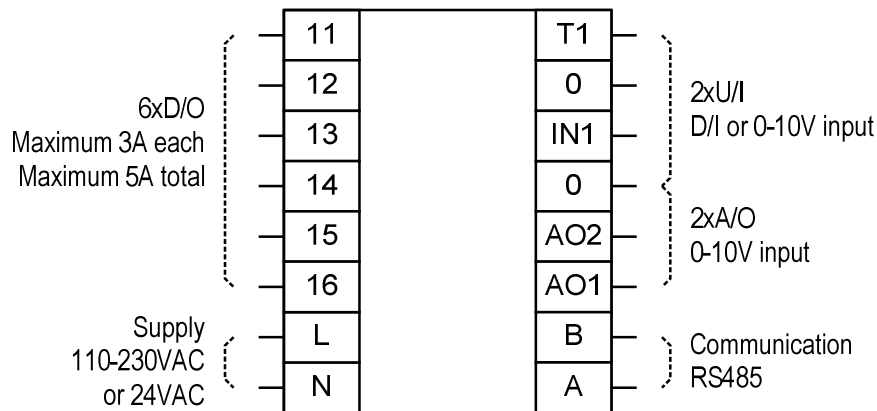 6xD/O
Maximum 3A each
Maximum 5A total
Supply
110-230VAC
or 24VAC
11
12
13
14
15
16
L
N
T1
0
IN1
0
AO2
AO1
B
A
2xU/I
D/I or 0-10V input
2xA/O
0-10V input
Communication
RS485